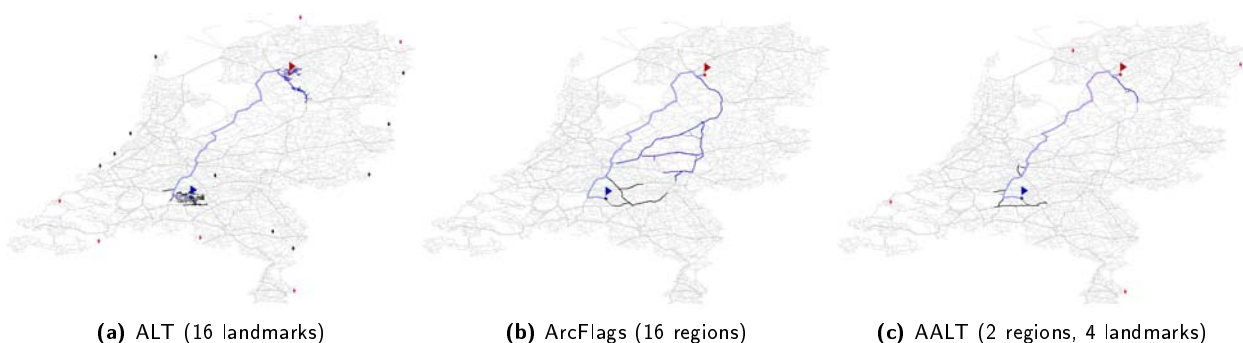 (a) ALT (16 landmarks)
(b) ArcFlags (16 regions)
(c) AALT (2 regions, 4 landmarks)